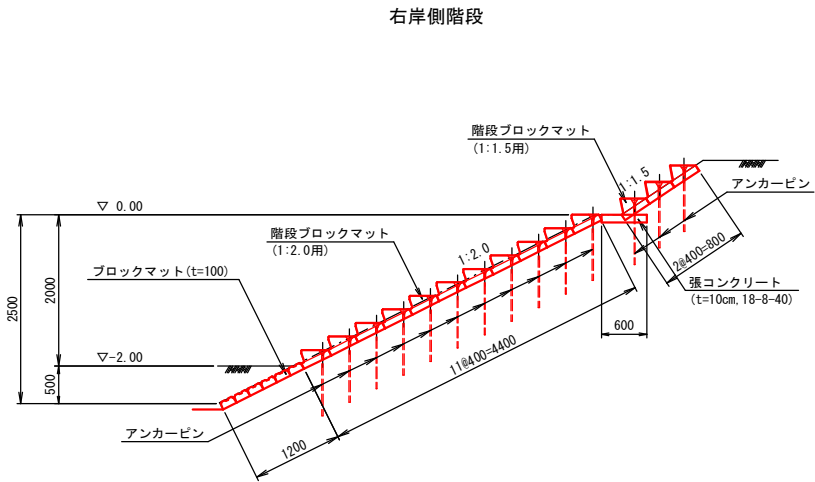 右岸側階段
階段ブロックマット
(1:1.5用)
1:1.5
アンカーピン
▽ 0.00
階段ブロックマット
(1:2.0用)
1:2.0
2@400=800
ブロックマット(t=100)
張コンクリート
(t=10cm,18-8-40)
2500
2000
600
11@400=4400
▽-2.00
500
アンカーピン
1200